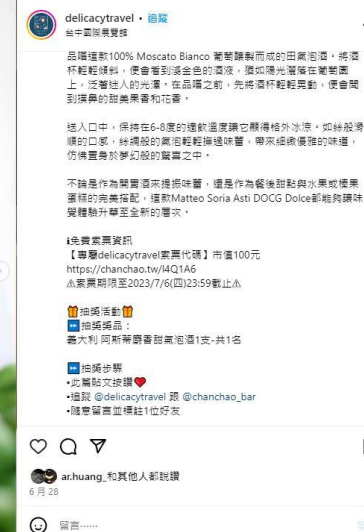 delicacytravel • 追蹤
台中國際展覽館
品嚐這款100% Moscato Bianco 葡萄釀製而成的甜氣泡酒。將酒
杯輕輕傾斜，便會看到淺金色的酒液，猶如陽光灑落在葡萄園
上，泛著迷人的光澤。在品嚐之前，先將酒杯輕輕晃動，便會聞
到撲鼻的甜美果香和花香。
送入口中，保持在6-8度的適飲溫度讓它顯得格外冰涼。如絲般滑
順的口感，絲綢般的氣泡輕輕擁過味蕾，帶來細緻優雅的味道，
仿佛置身於夢幻般的驚喜之中。
不論是作為開胃酒來提振味蕾，還是作為餐後甜點與水果或榛果
蛋糕的完美搭配，這款Matteo Soria Asti DOCG Dolce都能夠讓味
覺體驗升華至全新的層次。
ℹ️免費索票資訊
【專屬delicacytravel索票代碼】市值100元
https://chanchao.tw/I4Q1A6
⚠索票期限至2023/7/6(四)23:59截止⚠
🎁抽獎活動🎁
⏩抽獎獎品：
義大利 阿斯蒂麝香甜氣泡酒1支-共1名
⏩抽獎步驟
•此篇貼文按讚❤️
•追蹤 @delicacytravel 跟 @chanchao_bar
•隨意留言並標註1位好友
ar.huang_和其他人都說讚
6 月 28
留言......